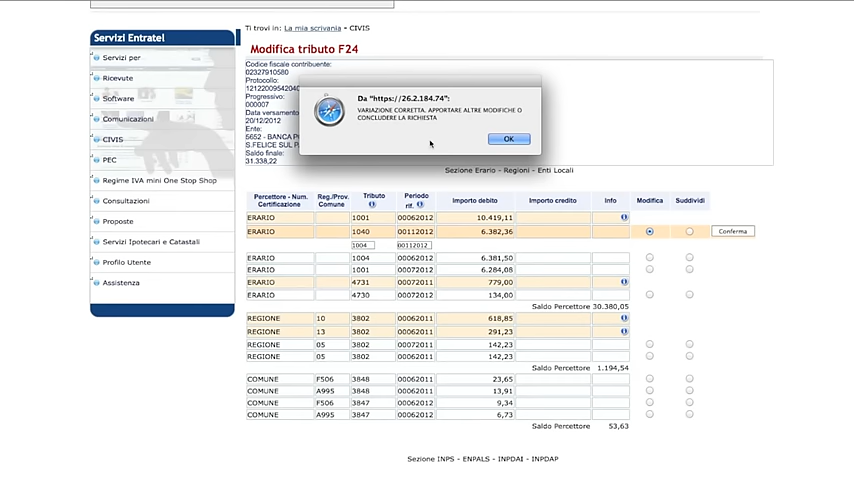 Ti trovi in: La mia scrivania • CIVIS
Servizi Entratel
Servizi per
Ricevute
Software
Comunicazioni
CIVIS
PEC
Regime IVA mini One Stop Shop
Consultazioni
Proposte
Servizi Ipotecari e Catastali
Profilo Utente
Assistenza
Modifica tributo F24
Codice fiscale contribuente:
02327910580
Protocollo:
1212200954204
Progressivo:
000007
Data versamento
20/12/2012
Ente:
5652 - BANCA P
S.FELICE SUL P
Saldo finale:
31.338,22
Da "https://26.2.184.74":
VARIAZIONE CORRETTA, APPORTARE ALTRE MODIFICHE O
CONCLUDERE LA RICHIESTA
OK
Sezione Erario - Regioni - Enti Locali
Percettore - Num. Certificazione Reg./Prov. Comune Tributo Periodo rif. Importo debito Importo credito Info Modifica Suddividi
ERARIO 1001 00062012 10.419,11
ERARIO 1040 00112012 6.382,36 Conferma
1004 00112012
ERARIO 1004 00062012 6.381,50
ERARIO 1001 00072012 6.284,08
ERARIO 4731 00072011 779,00
ERARIO 4730 00072012 134,00
Saldo Percettore 30.380,05
REGIONE 10 3802 00062011 618,85
REGIONE 13 3802 00062011 291,23
REGIONE 05 3802 00072011 142,23
REGIONE 05 3802 00062011 142,23
Saldo Percettore 1.194,54
COMUNE F506 3848 00062011 23,65
COMUNE A995 3848 00062011 13,91
COMUNE F506 3847 00062012 9,34
COMUNE A995 3847 00062012 6,73
Saldo Percettore 53,63
Sezione INPS - ENPALS - INPDAI - INPDAP